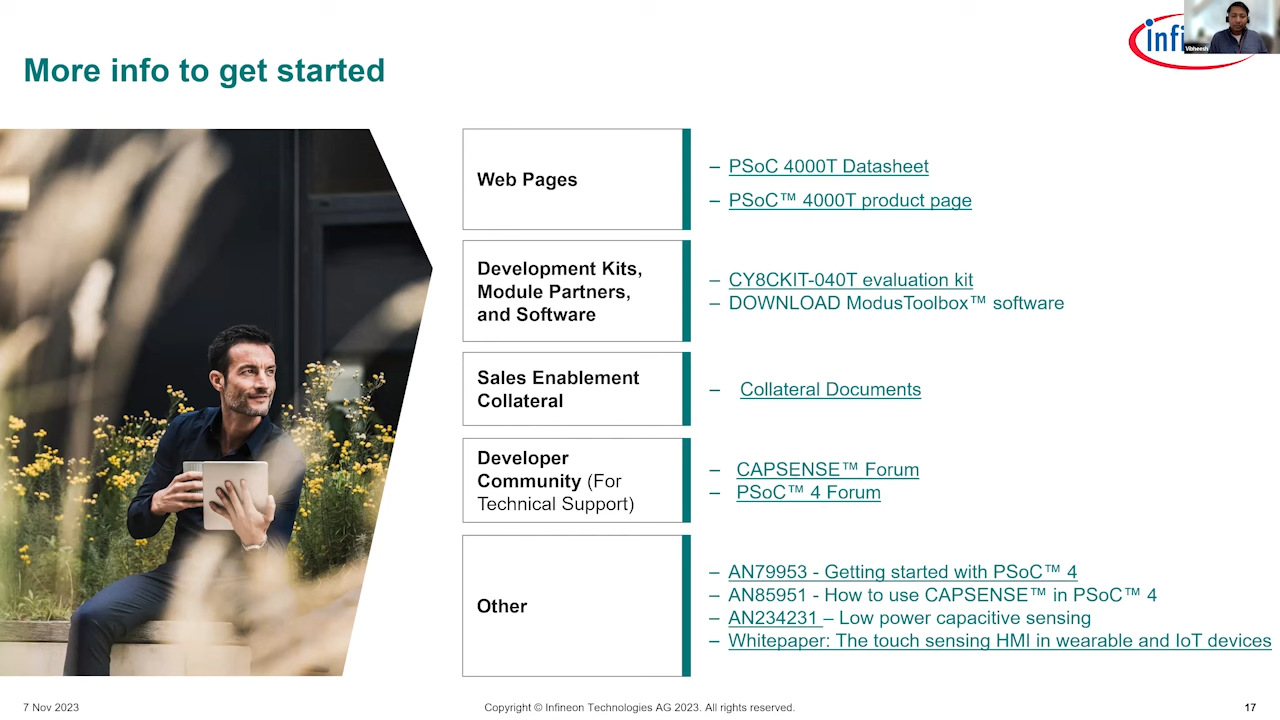 infi
Vibheesh
More info to get started
Web Pages
– PSoC 4000T Datasheet
– PSoC™ 4000T product page
Development Kits,
Module Partners,
and Software
– CY8CKIT-040T evaluation kit
– DOWNLOAD ModusToolbox™ software
Sales Enablement
Collateral
– Collateral Documents
Developer
Community (For
Technical Support)
– CAPSENSE™ Forum
– PSoC™ 4 Forum
Other
– AN79953 - Getting started with PSoC™ 4
– AN85951 - How to use CAPSENSE™ in PSoC™ 4
– AN234231 – Low power capacitive sensing
– Whitepaper: The touch sensing HMI in wearable and IoT devices
7 Nov 2023
Copyright © Infineon Technologies AG 2023. All rights reserved.
17